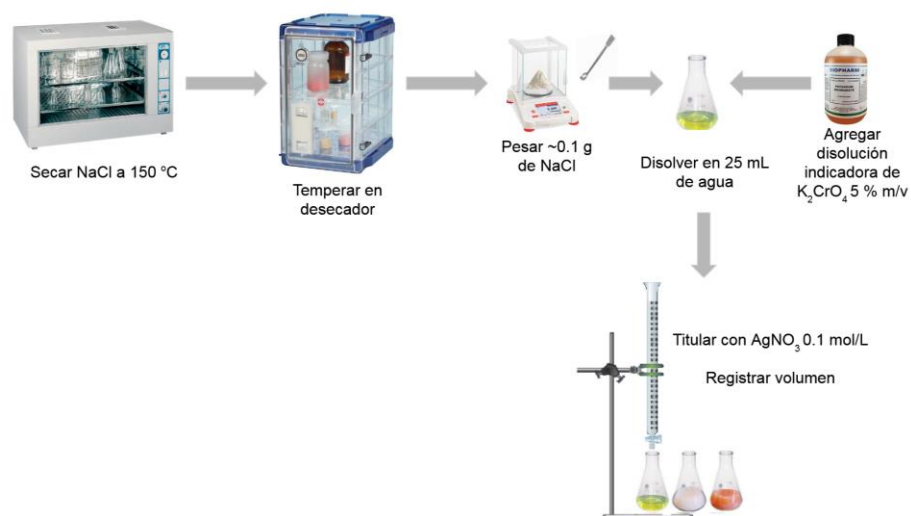 Secar NaCl a 150 ºC
Temperar en
desecador
Pesar ~0.1 g
de NaCl
Disolver en 25 mL
de agua
Agregar
disolución
indicadora de
K₂CrO₄ 5 % m/v
Titular con AgNO₃ 0.1 mol/L
Registrar volumen